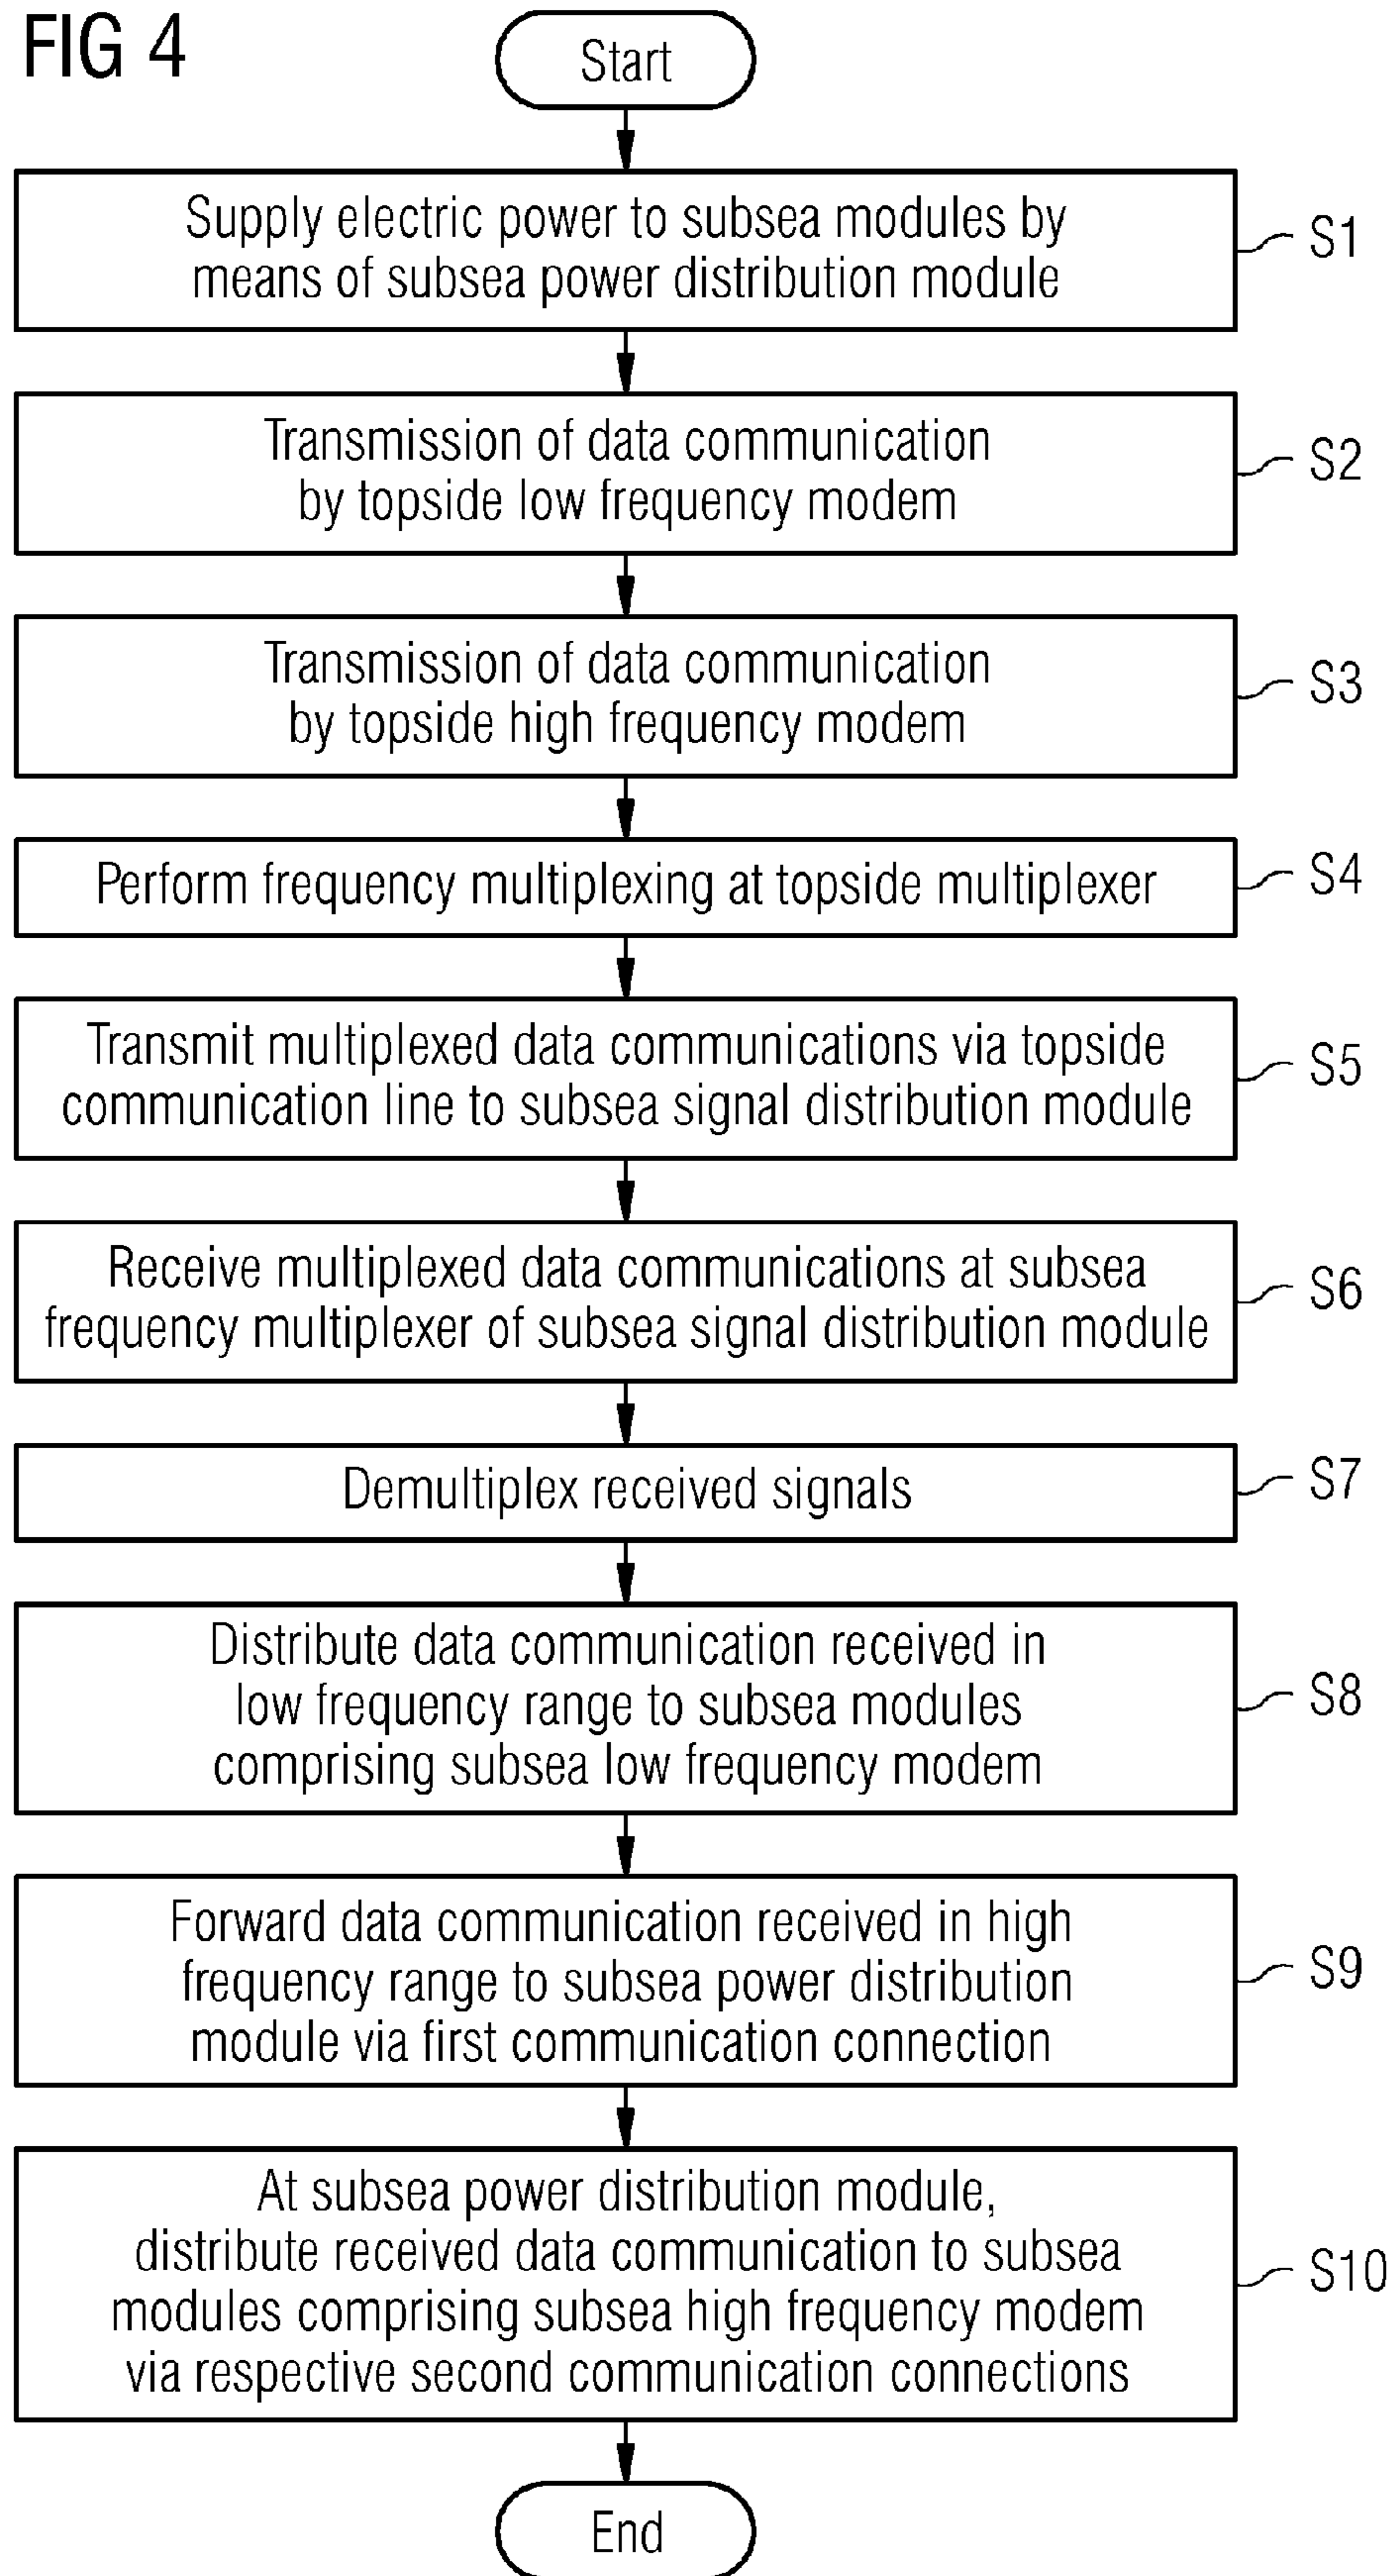 FIG 4
Start
Supply electric power to subsea modules by
means of subsea power distribution module
S1
Transmission of data communication
by topside low frequency modem
S2
Transmission of data communication
by topside high frequency modem
S3
Perform frequency multiplexing at topside multiplexer
S4
Transmit multiplexed data communications via topside
communication line to subsea signal distribution module
S5
Receive multiplexed data communications at subsea
frequency multiplexer of subsea signal distribution module
S6
Demultiplex received signals
S7
Distribute data communication received in
low frequency range to subsea modules
comprising subsea low frequency modem
S8
Forward data communication received in high
frequency range to subsea power distribution
module via first communication connection
S9
At subsea power distribution module,
distribute received data communication to subsea
modules comprising subsea high frequency modem
via respective second communication connections
S10
End